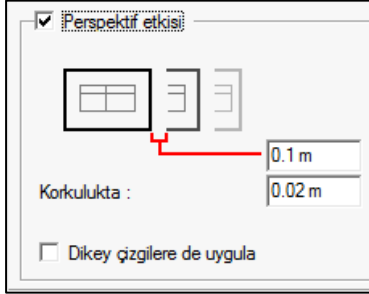 Perspektif etkisi
0.1 m
Korkulukta :
0.02 m
Dikey çizgilere de uygula